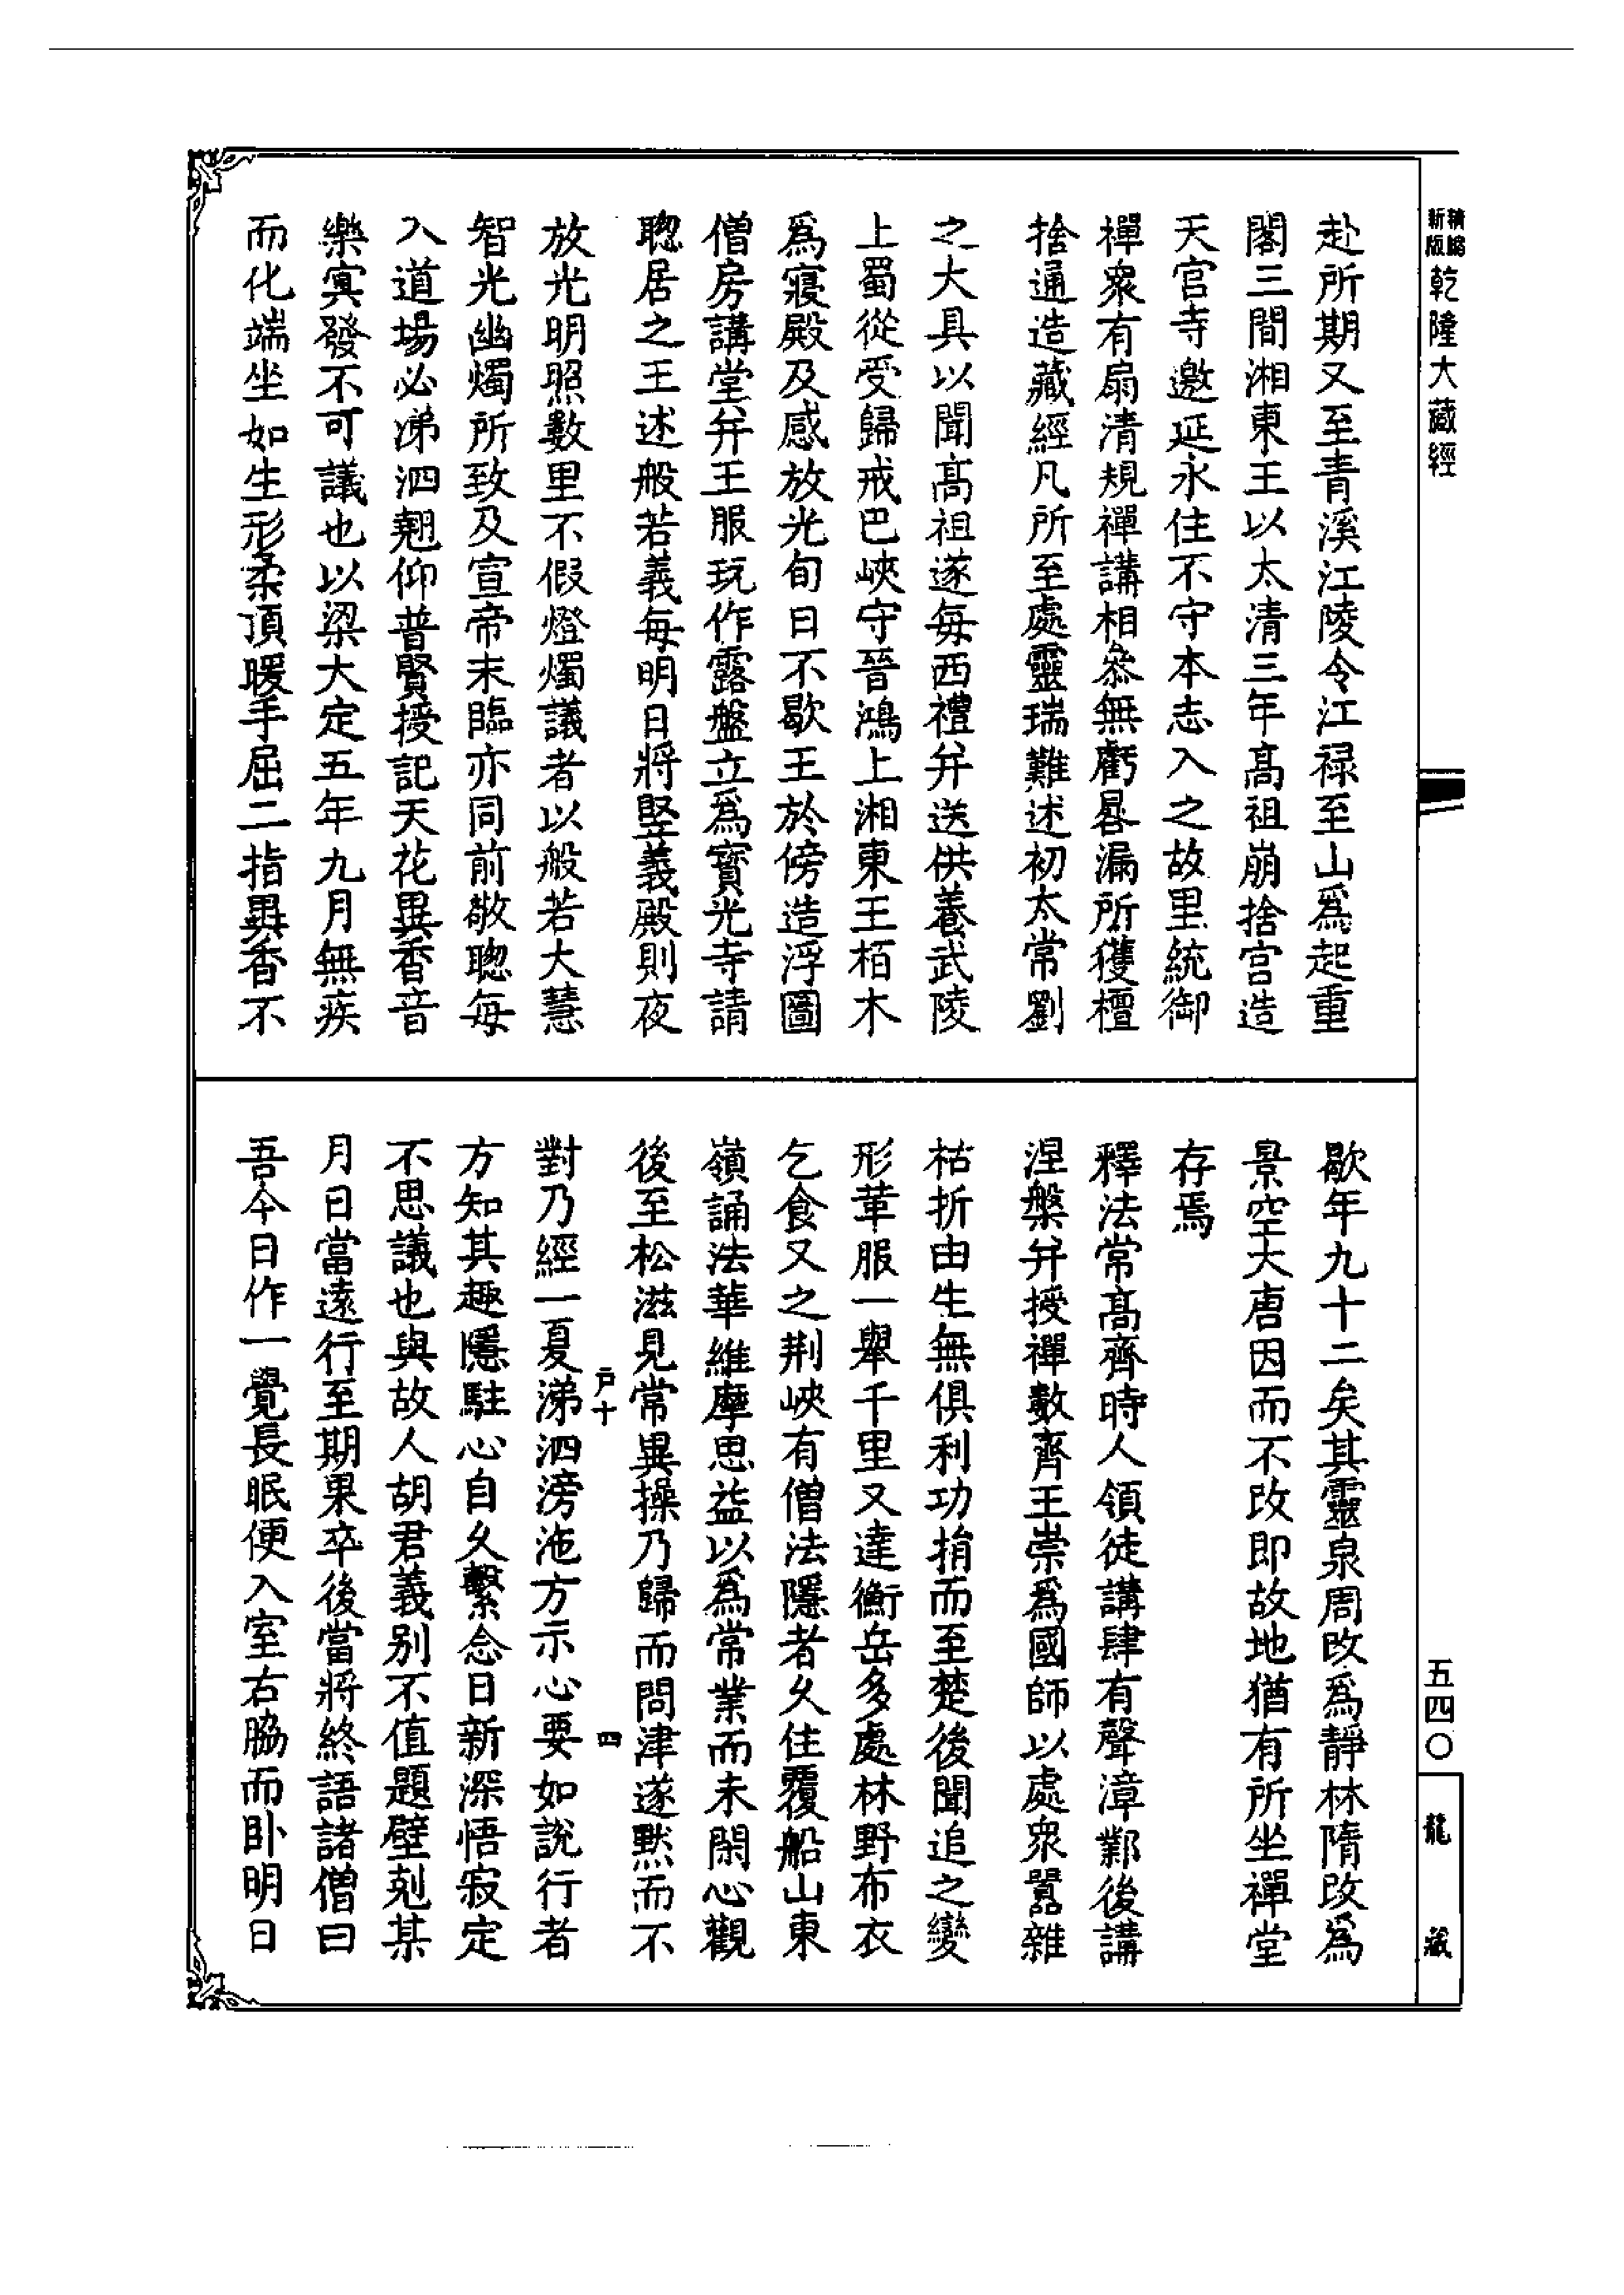 新版精縮乾隆大藏經
赴所期又至青溪江陵令江禄至山爲起重
閣三間湘東王以太清三年髙祖崩捨宫造
天宫寺邀延永住不守本志入之故里統御
禪衆有扇清規禪講相叅無虧晷漏所獲檀
捨通造藏經凡所至處靈瑞難述初太常劉
之大具以聞髙祖遂每西禮并送供養武陵
上蜀從受歸戒巴峽守晉鴻上湘東王栢木
爲寢殿及感放光旬日不歇王於傍造浮圖
僧房講堂并王服玩作露盤立爲寳光寺請
聦居之王述般若義每明日將竪義殿則夜
放光明照數里不假燈燭議者以般若大慧
智光幽燭所致及宣帝末臨亦同前敬聦每
入道場必涕泗翹仰普賢授記天花異香音
樂㝠發不可議也以梁大定五年九月無疾
而化端坐如生形柔頂暖手屈二指異香不
歇年九十二矣其靈泉周改爲靜林隋改爲
景空大唐因而不改即故地猶有所坐禪堂
存焉
釋法常髙齊時人領徒講肆有聲漳鄴後講
涅槃并授禪數齊王崇爲國師以處衆囂雜
枯折由生無俱利功捐而至楚後聞追之變
形革服一舉千里又達衡岳多處林野布衣
乞食又之荆峽有僧法隱者久住覆船山東
嶺誦法華維摩思益以爲常業而未閑心觀
後至松滋見常異操乃歸而問津遂黙而不
對乃經一夏涕泗滂沲方示心要如說行者
户十
四
方知其趣隱駐心自久繫念日新深悟寂定
不思議也與故人胡君義别不值題壁剋某
月日當遠行至期果卒後當將終語諸僧曰
吾今日作一覺長眠便入室右脇而卧明日
五四〇
龍藏